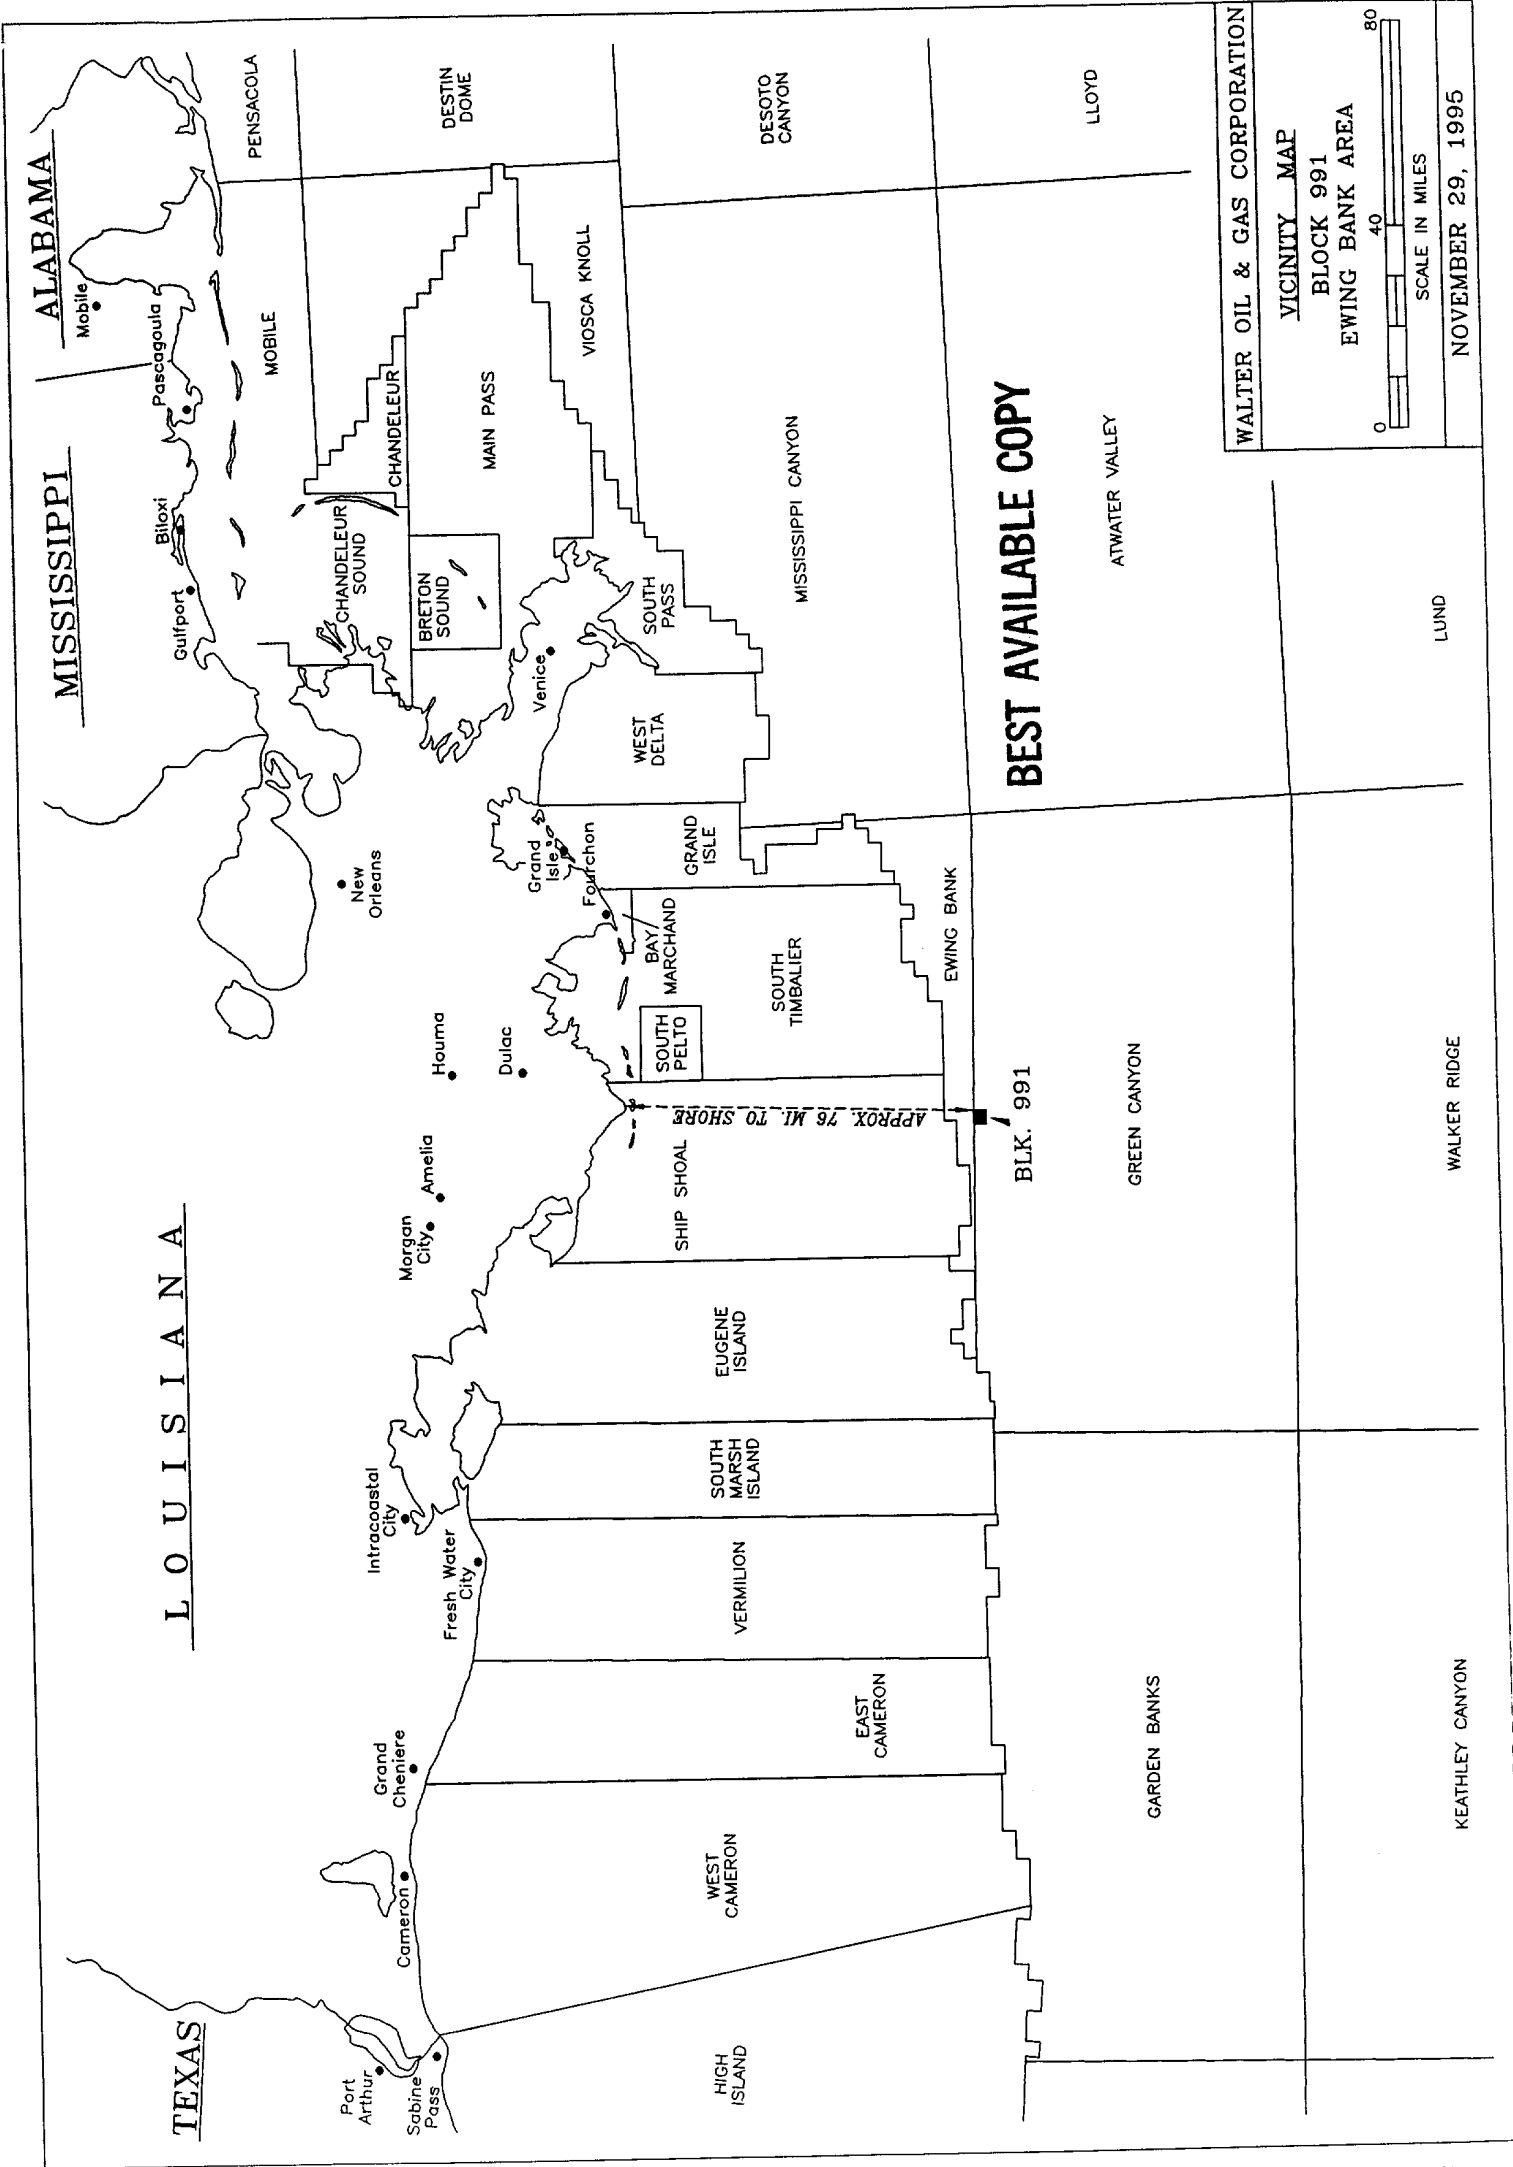 TEXAS
L O U I S I A N A
MISSISSIPPI
ALABAMA
Port
Arthur
Sabine
Pass
Cameron
Grand
Cheniere
Fresh Water
City
Intracoastal
City
Morgan
City
Amelia
Houma
Dulac
New
Orleans
Grand
Isle
Fourchon
Venice
Gulfport
Biloxi
Pascagoula
Mobile
HIGH
ISLAND
WEST
CAMERON
EAST
CAMERON
VERMILION
SOUTH
MARSH
ISLAND
EUGENE
ISLAND
SHIP SHOAL
APPROX. 76 MI. TO SHORE
SOUTH
PELTO
BAY
MARCHAND
SOUTH
TIMBALIER
GRAND
ISLE
WEST
DELTA
SOUTH
PASS
BRETON
SOUND
CHANDELEUR
SOUND
CHANDELEUR
MAIN PASS
MOBILE
PENSACOLA
DESTIN
DOME
VIOSCA KNOLL
DESOTO
CANYON
MISSISSIPPI CANYON
EWING BANK
BLK. 991
GARDEN BANKS
GREEN CANYON
ATWATER VALLEY
LLOYD
KEATHLEY CANYON
WALKER RIDGE
LUND
BEST AVAILABLE COPY
WALTER OIL & GAS CORPORATION
VICINITY MAP
BLOCK 991
EWING BANK AREA
0 40 80
SCALE IN MILES
NOVEMBER 29, 1995